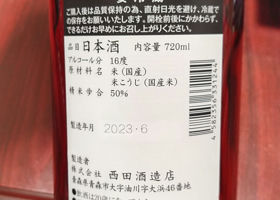 ご購入後は品質保持の為、直射日光を避け、冷蔵
での保存をお願い致します。開栓前後にかかわらず、
できるだけお早めにお召し上がりください。
品目 日本酒 内容量 720ml
アルコール分 16度
原材料名 米(国産)
米こうじ(国産米)
精米歩合 50%
製造年月 2023・6
製造者
株式会社 西田酒造店
青森県青森市大字油川字大浜46番地
4582356331244